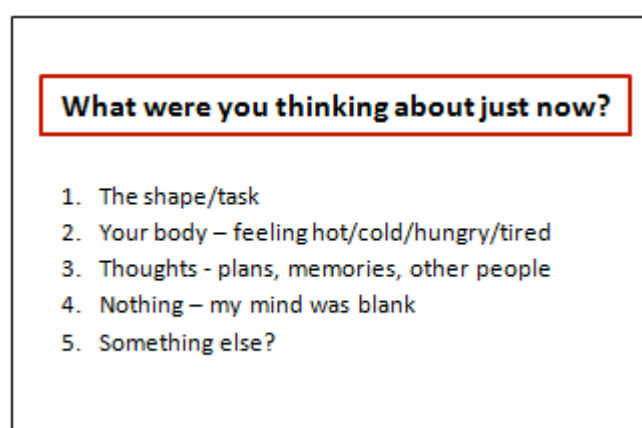 What were you thinking about just now?
1. The shape/task
2. Your body – feeling hot/cold/hungry/tired
3. Thoughts - plans, memories, other people
4. Nothing – my mind was blank
5. Something else?